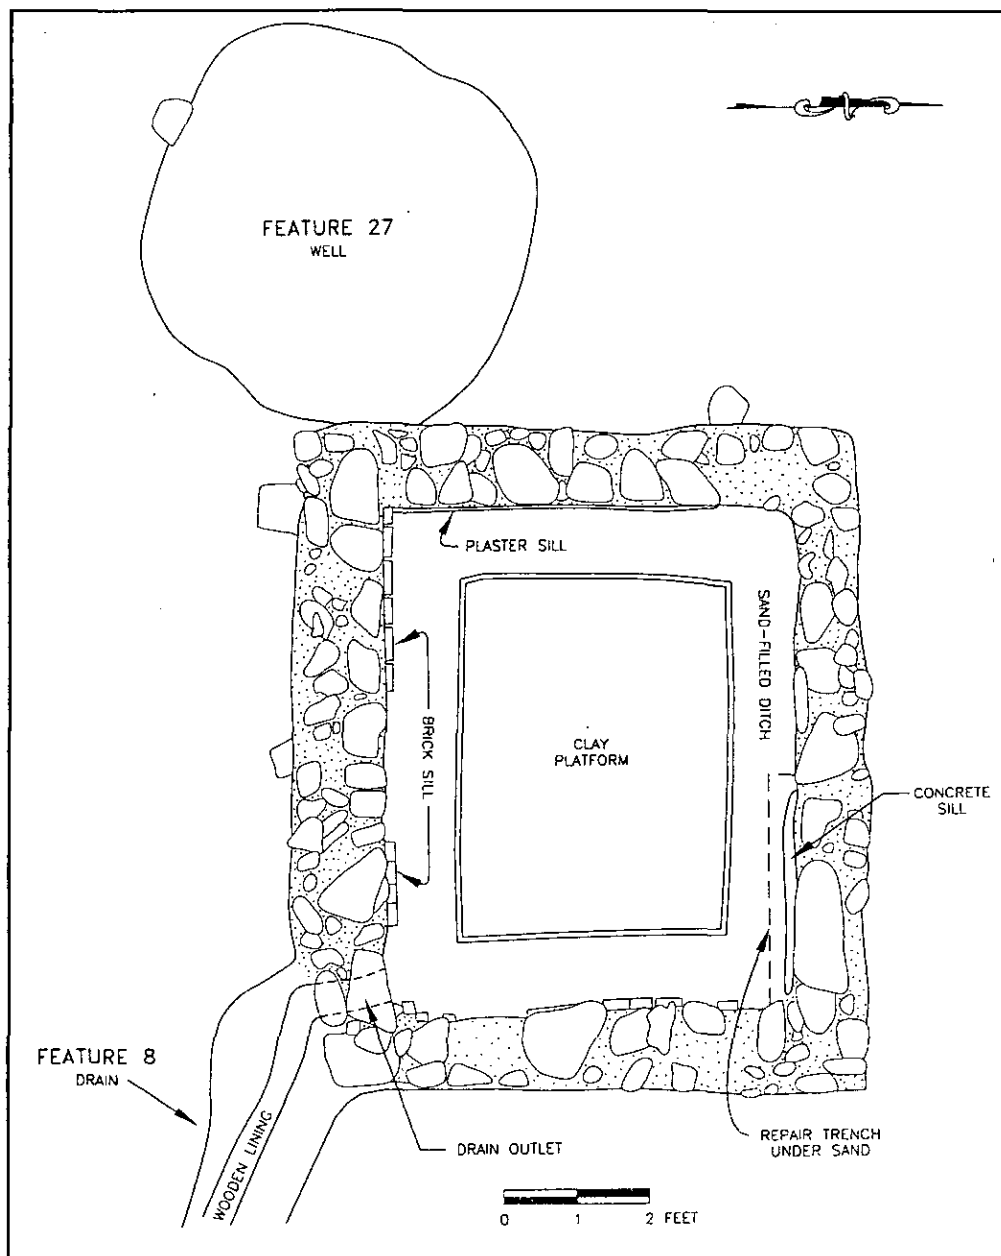 FEATURE 27
WELL
PLASTER SILL
SAND-FILLED DITCH
BRICK SILL
CLAY
PLATFORM
CONCRETE
SILL
FEATURE 8
DRAIN
WOODEN LINING
DRAIN OUTLET
REPAIR TRENCH
UNDER SAND
0 1 2 FEET